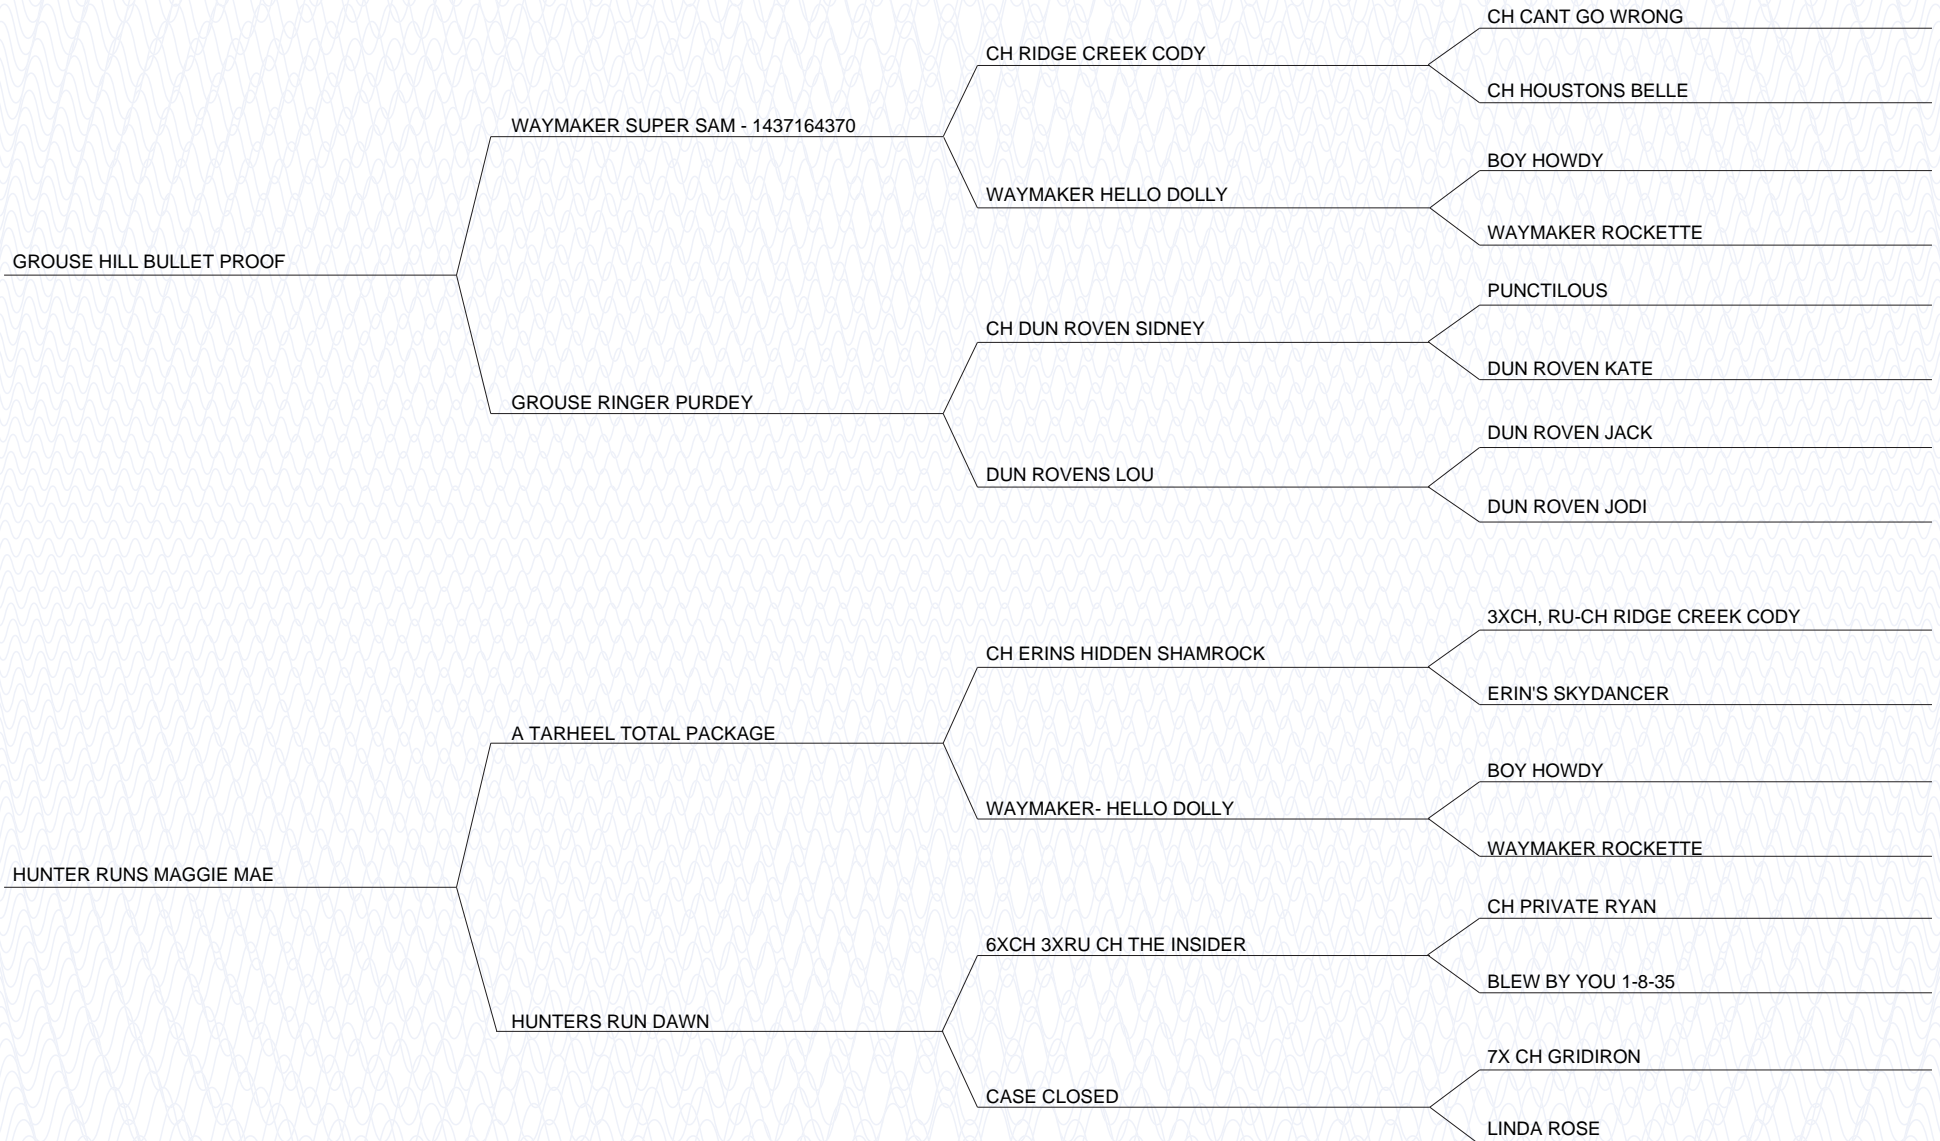 CH CANT GO WRONG
CH RIDGE CREEK CODY
CH HOUSTONS BELLE
WAYMAKER SUPER SAM - 1437164370
BOY HOWDY
WAYMAKER HELLO DOLLY
WAYMAKER ROCKETTE
GROUSE HILL BULLET PROOF
PUNCTILOUS
CH DUN ROVEN SIDNEY
DUN ROVEN KATE
GROUSE RINGER PURDEY
DUN ROVEN JACK
DUN ROVENS LOU
DUN ROVEN JODI
3XCH, RU-CH RIDGE CREEK CODY
CH ERINS HIDDEN SHAMROCK
ERIN'S SKYDANCER
A TARHEEL TOTAL PACKAGE
BOY HOWDY
WAYMAKER- HELLO DOLLY
WAYMAKER ROCKETTE
HUNTER RUNS MAGGIE MAE
CH PRIVATE RYAN
6XCH 3XRU CH THE INSIDER
BLEW BY YOU 1-8-35
HUNTERS RUN DAWN
7X CH GRIDIRON
CASE CLOSED
LINDA ROSE